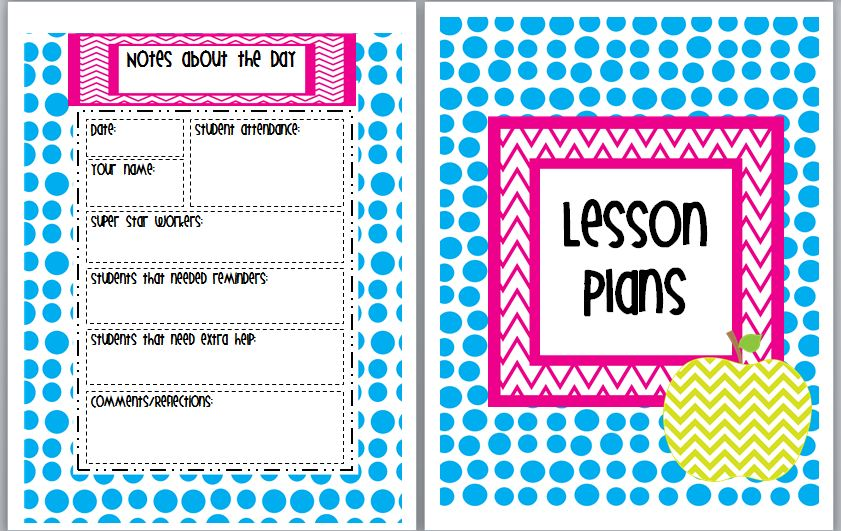 Notes about the Day
Date:
Student attendance:
Your name:
Super star workers:
Students that needed reminders:
Students that need extra help:
Comments/Reflections:
Lesson
Plans